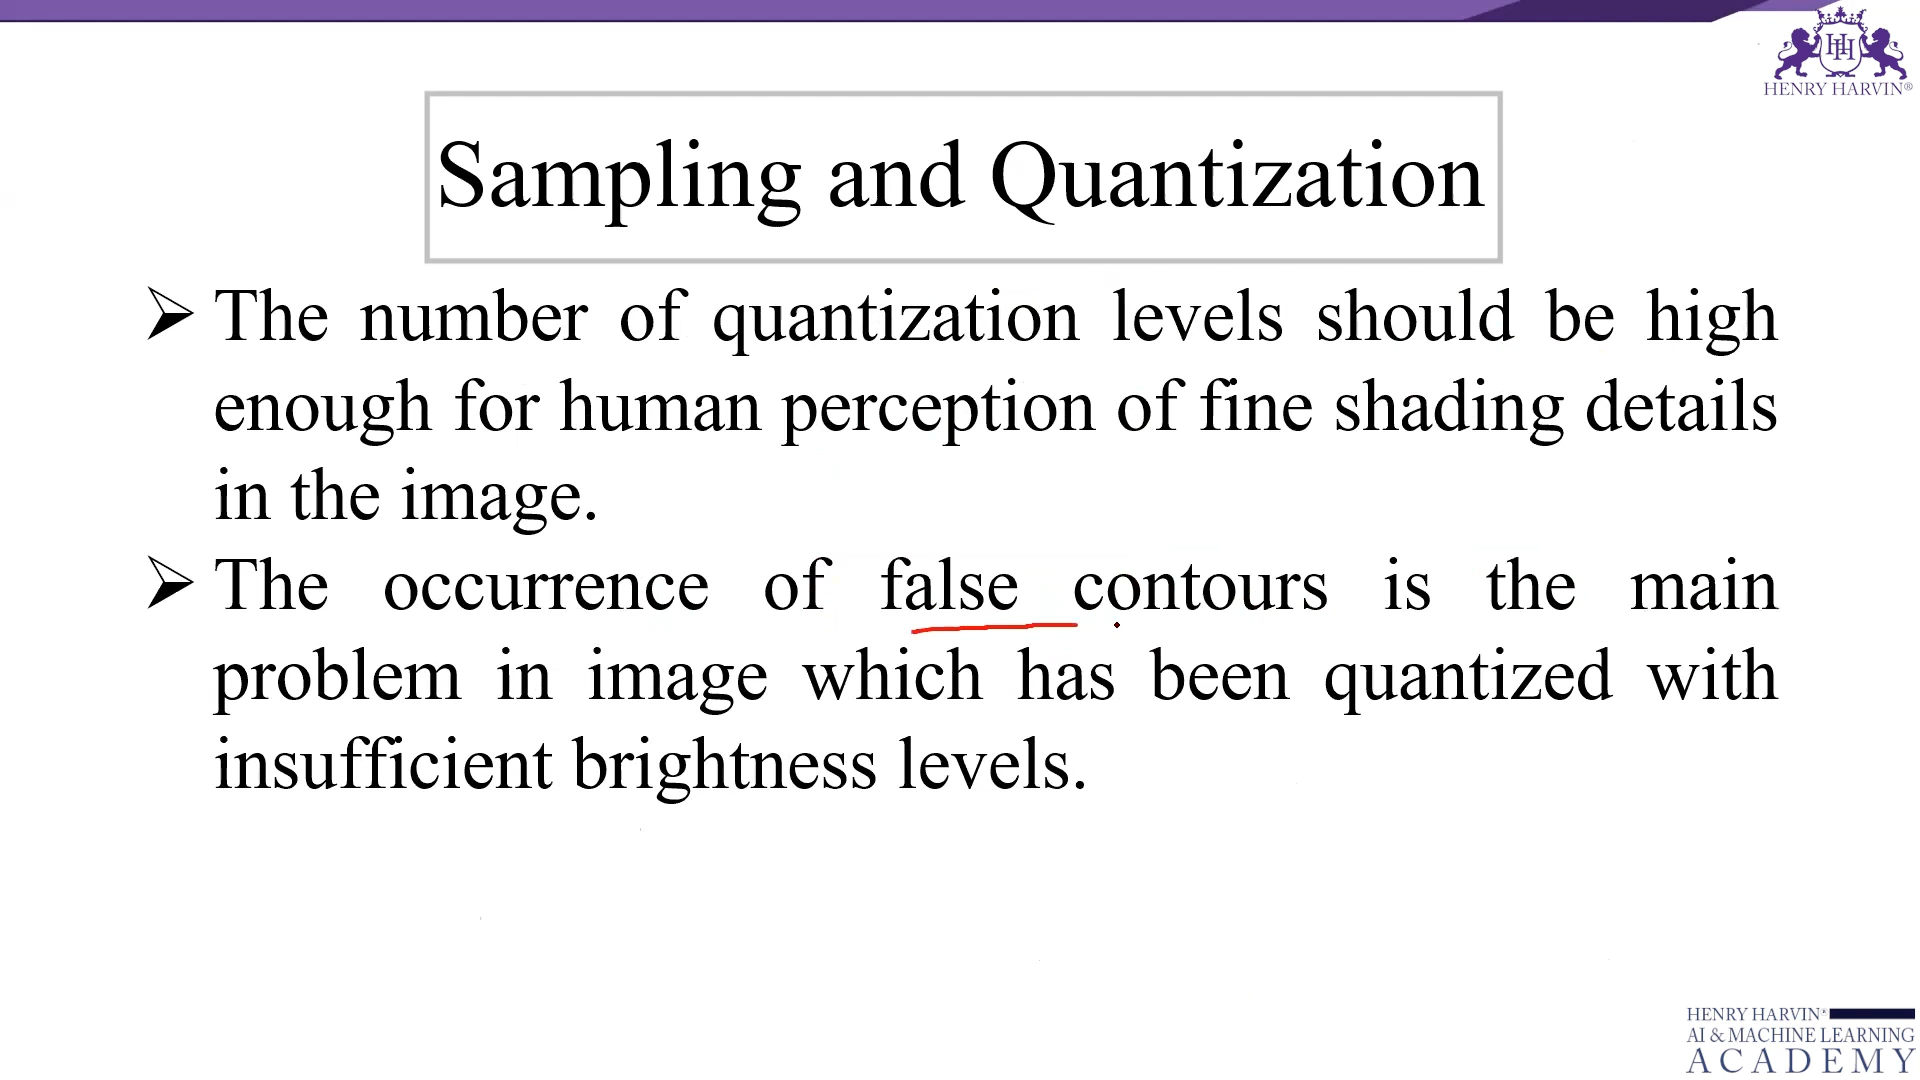 HENRY HARVIN®
Sampling and Quantization
➢ The number of quantization levels should be high
enough for human perception of fine shading details
in the image.
➢ The occurrence of false contours is the main
problem in image which has been quantized with
insufficient brightness levels.
HENRY HARVIN®
AI & MACHINE LEARNING
ACADEMY